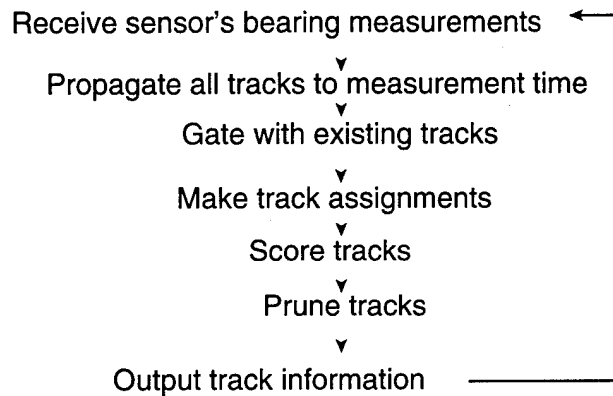 Receive sensor's bearing measurements
Propagate all tracks to measurement time
Gate with existing tracks
Make track assignments
Score tracks
Prune tracks
Output track information